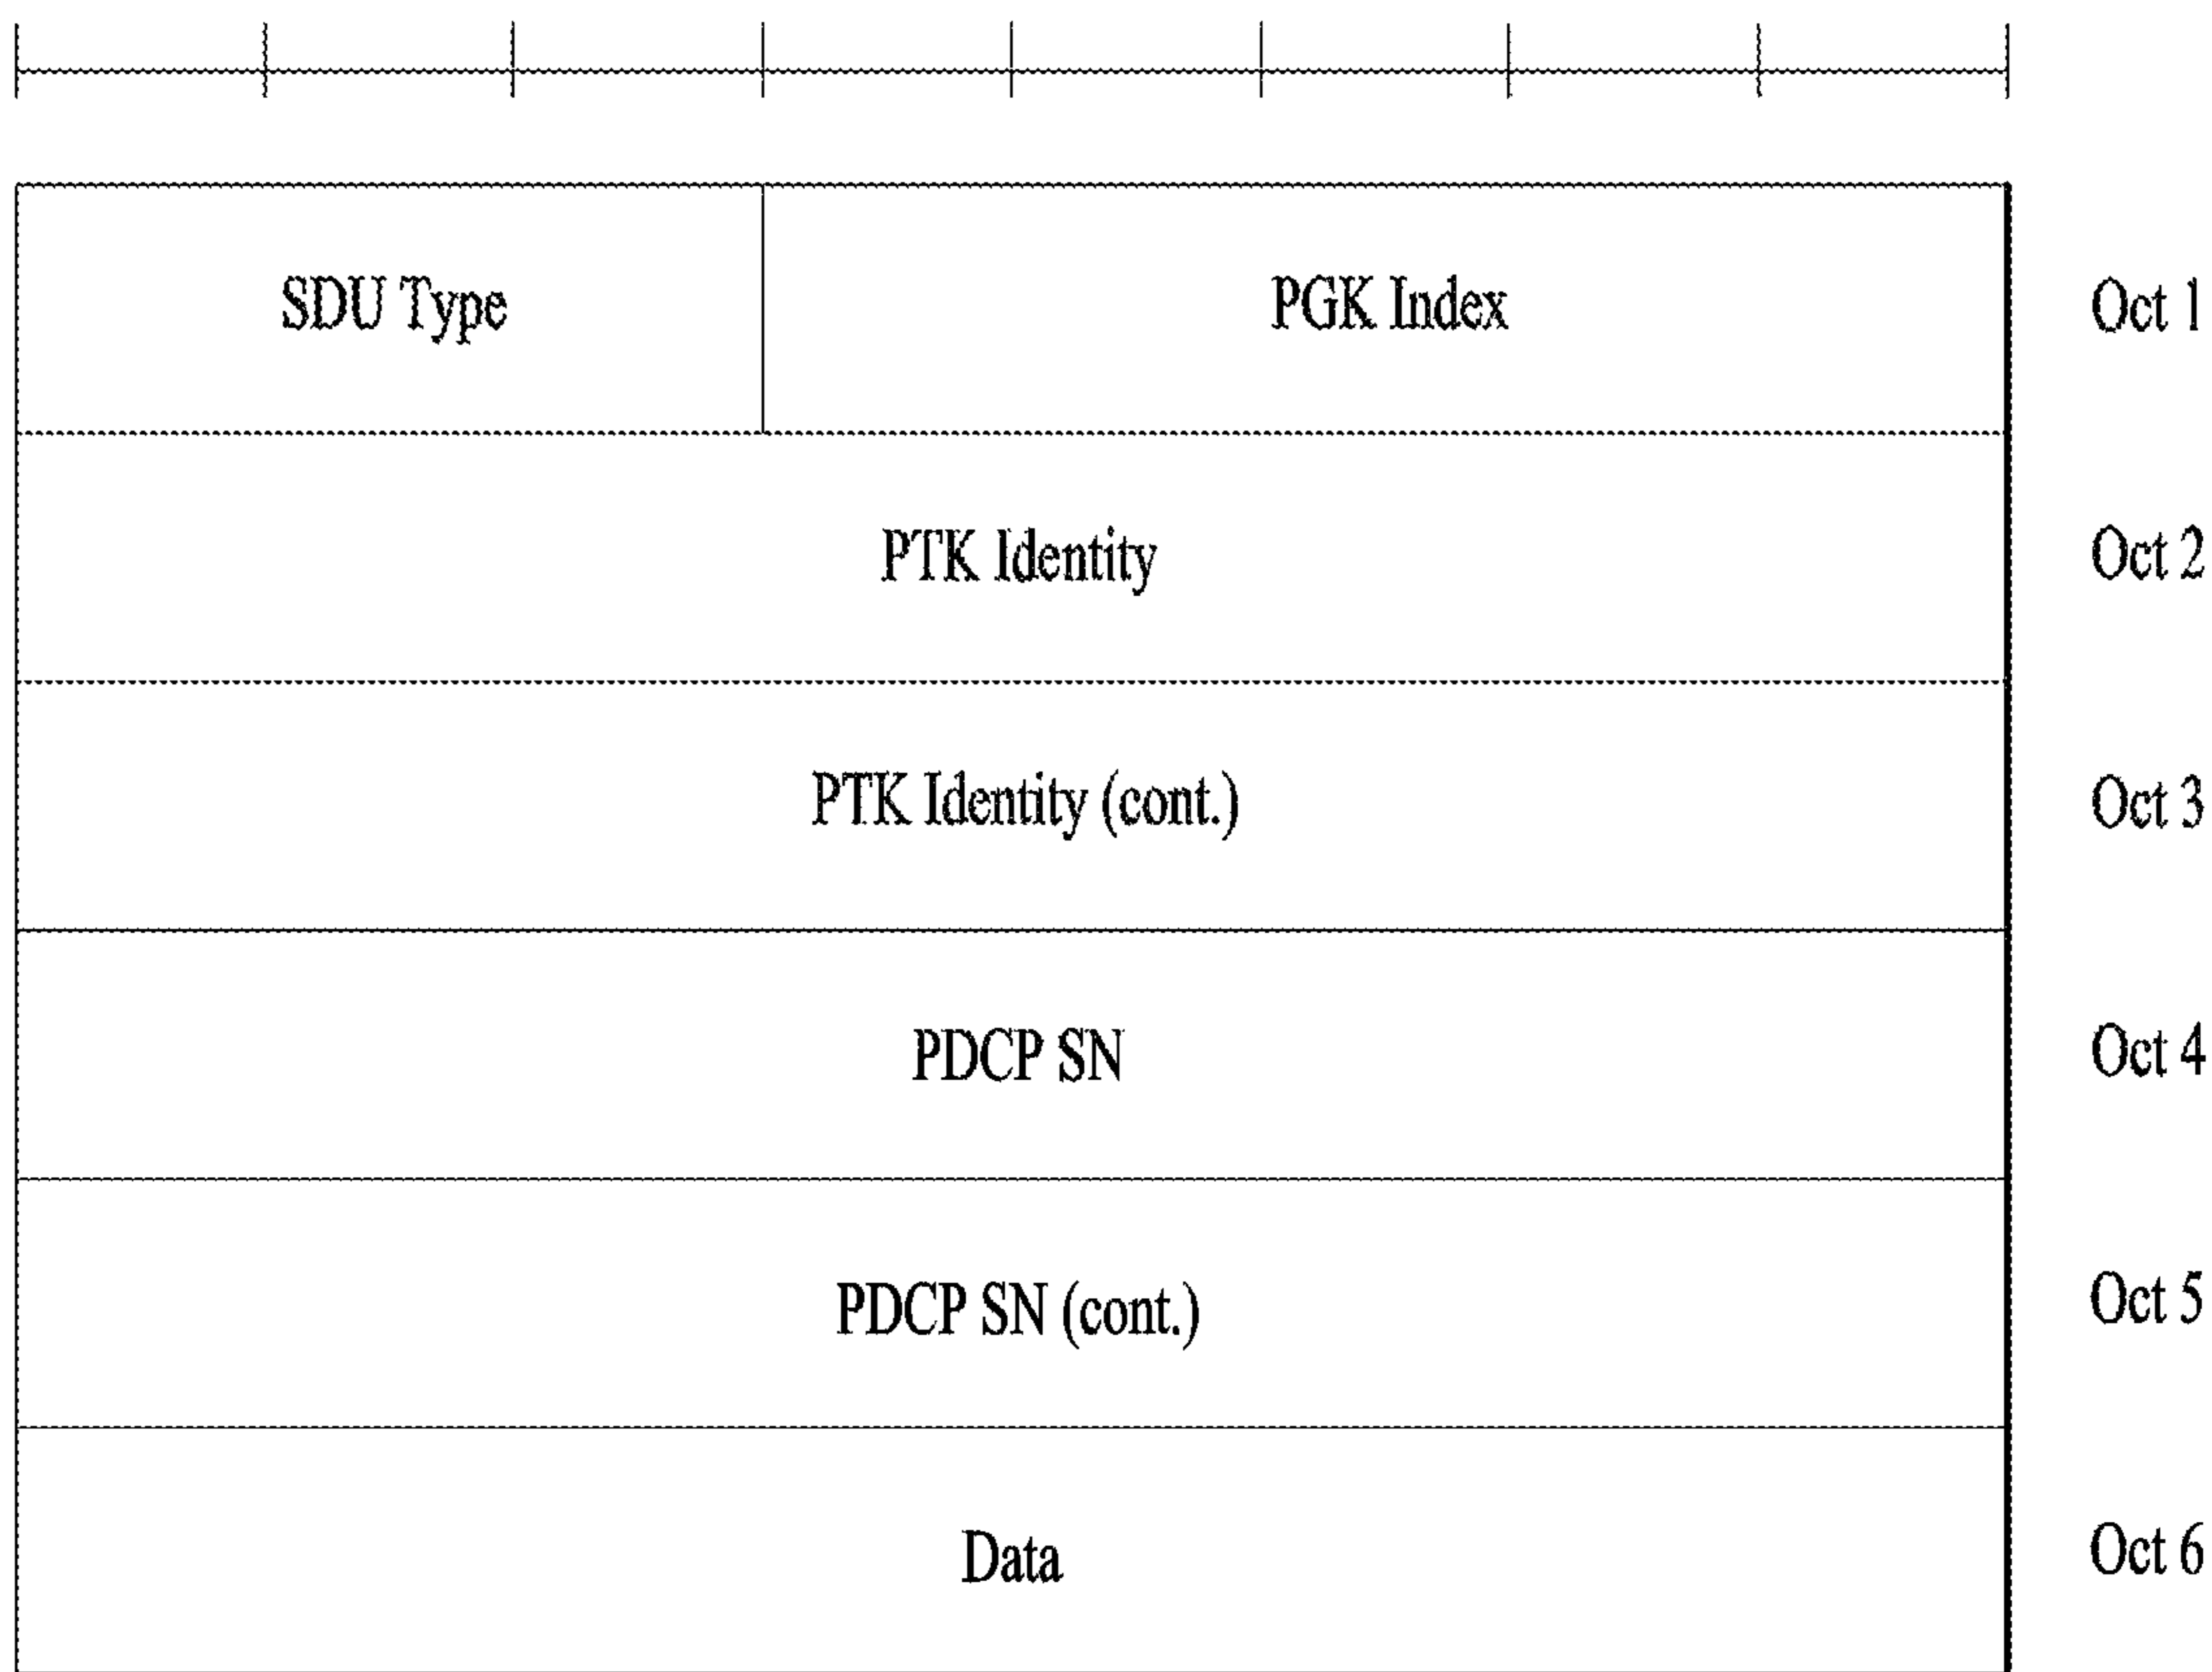 SDU Type PGK Index Oct 1
PTK Identity Oct 2
PTK Identity (cont.) Oct 3
PDCP SN Oct 4
PDCP SN (cont.) Oct 5
Data Oct 6